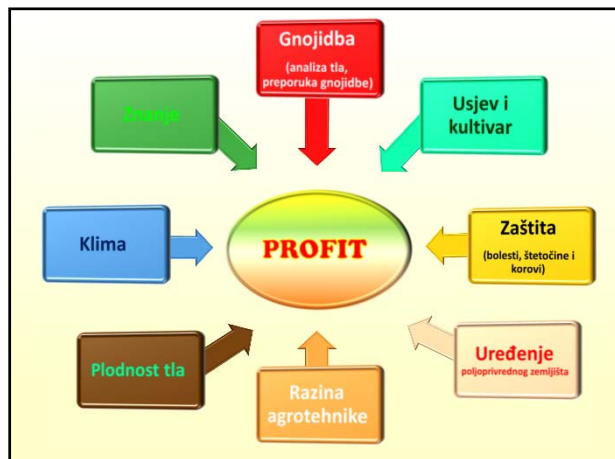 Gnojidba
(analiza tla,
preporuka gnojidbe)
Znanje
Usjev i
kultivar
Klima
PROFIT
Zaštita
(bolesti, štetočine i
korovi)
Plodnost tla
Razina
agrotehnike
Uređenje
poljoprivrednog zemljišta